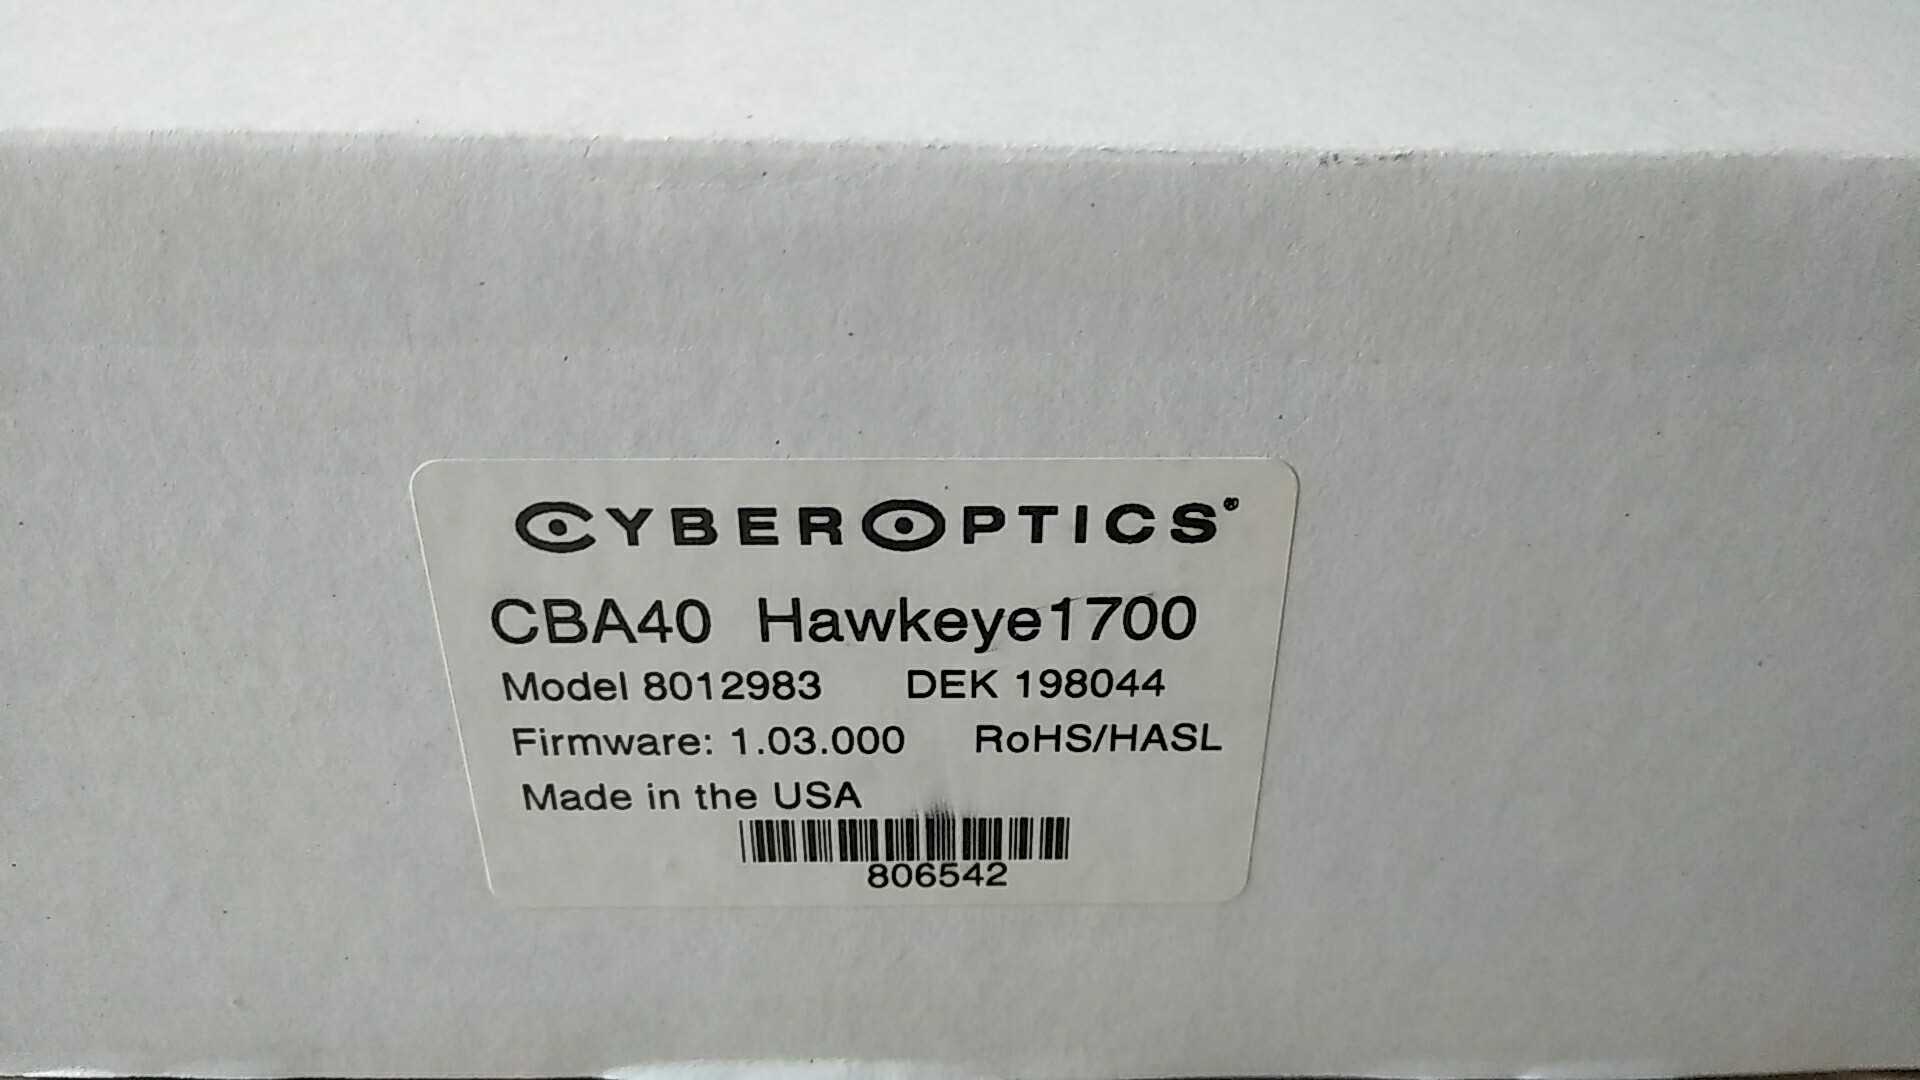 CYBEROPTICS®
CBA40 Hawkeye1700
Model 8012983 DEK 198044
Firmware: 1.03.000 RoHS/HASL
Made in the USA
806542